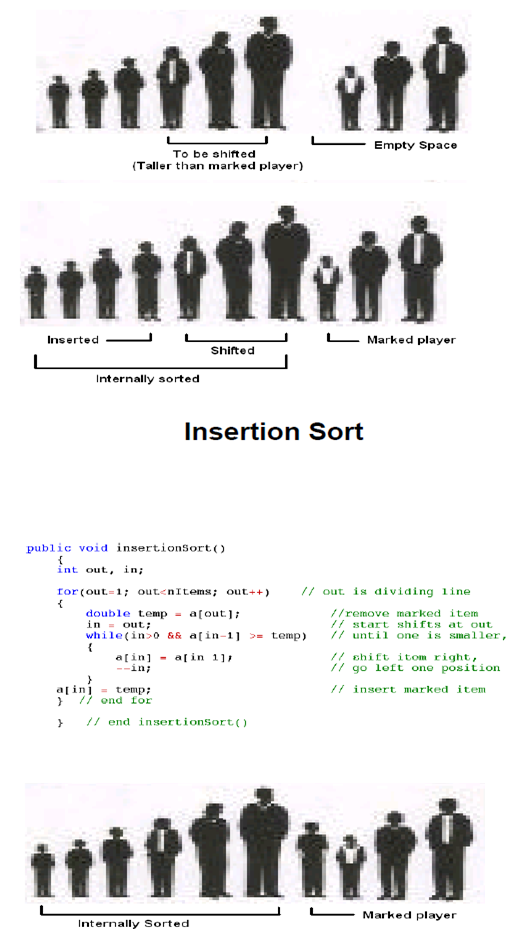 To be shifted
(Taller than marked player)
Empty Space
Inserted
Shifted
Marked player
Internally sorted
Insertion Sort
public void insertionSort()
{
int out, in;
for(out=1; out<nItems; out++) // out is dividing line
{
double temp = a[out]; //remove marked item
in = out; // start shifts at out
while(in>0 && a[in-1] >= temp) // until one is smaller,
{
a[in] = a[in 1]; // shift item right,
--in; // go left one position
}
a[in] = temp; // insert marked item
} // end for
} // end insertionSort()
Internally Sorted
Marked player